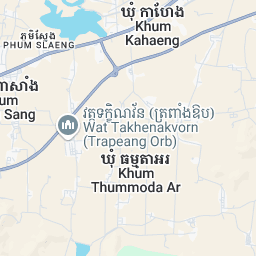 ឃុំ កាហែង
Khum
Kahaeng
ភូមិស្លែង
PHUM SLAENG
Sang
វត្តទក្ខិណវ័ន (ត្រពាំងឱប)
Wat Takhenakvorn
(Trapeang Orb)
ឃុំ ធម្មតាអរ
Khum
Thummoda Ar